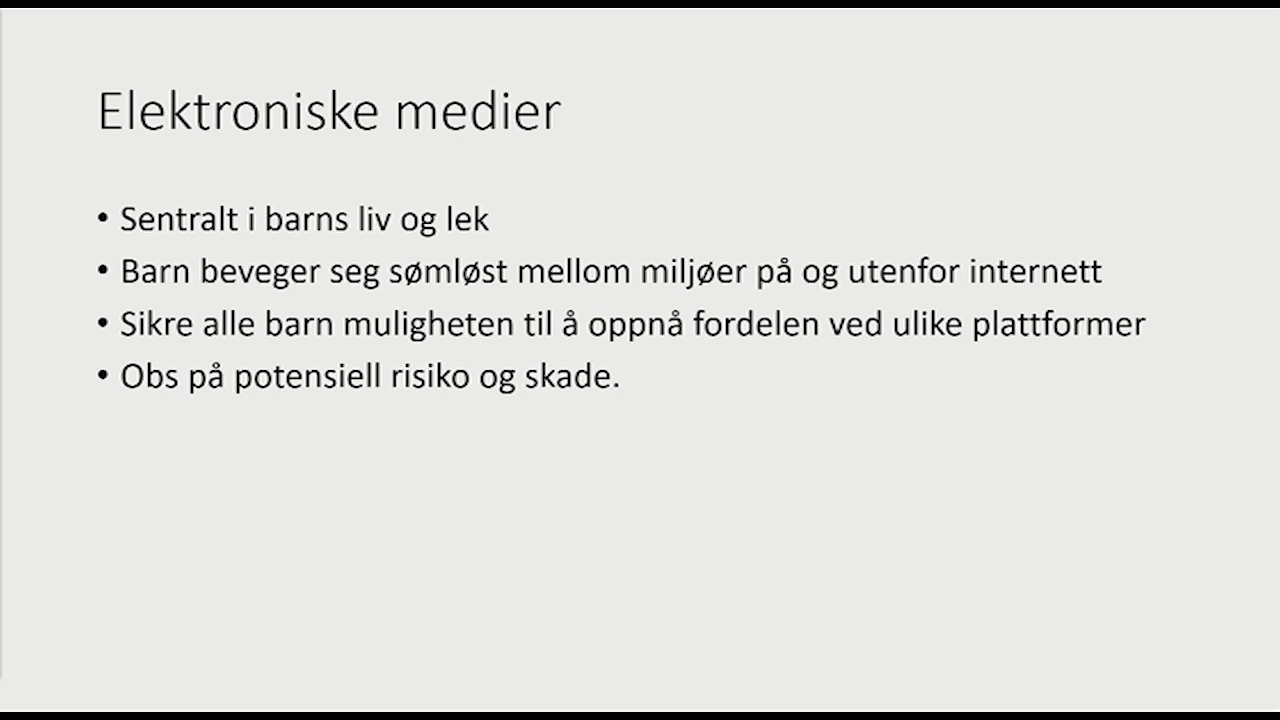 Elektroniske medier
• Sentralt i barns liv og lek
• Barn beveger seg sømløst mellom miljøer på og utenfor internett
• Sikre alle barn muligheten til å oppnå fordelen ved ulike plattformer
• Obs på potensiell risiko og skade.